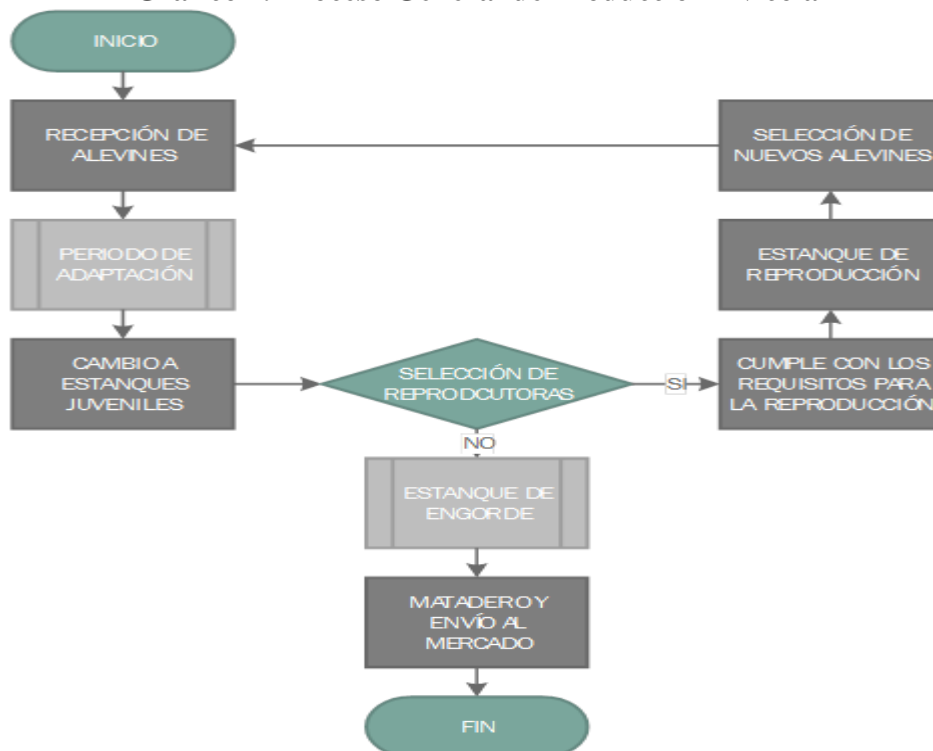 INICIO
RECEPCIÓN DE
ALEVINES
PERIODO DE
ADAPTACIÓN
CAMBIO A
ESTANQUES
JUVENILES
SELECCIÓN DE
REPRODCUTORAS
SI
CUMPLE CON LOS
REQUISITOS PARA
LA REPRODUCCIÓN
ESTANQUE DE
REPRODUCCIÓN
SELECCIÓN DE
NUEVOS ALEVINES
NO
ESTANQUE DE
ENGORDE
MATADERO Y
ENVÍO AL
MERCADO
FIN